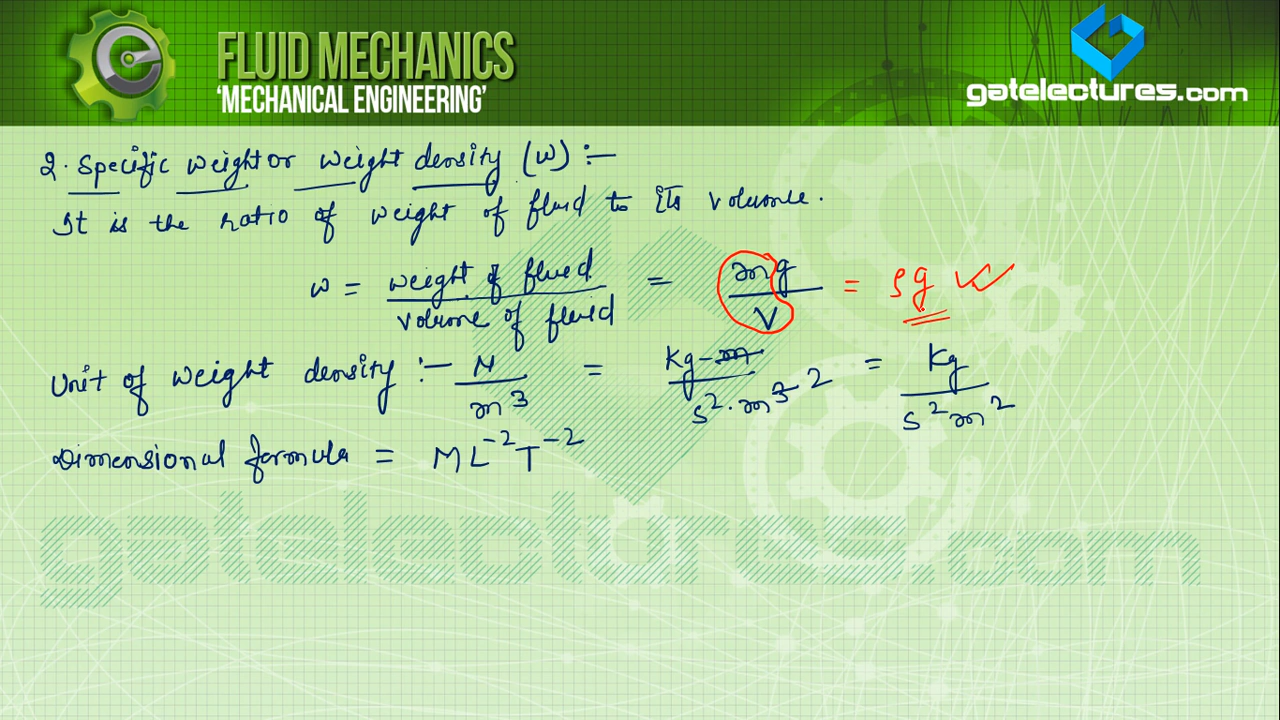 FLUID MECHANICS
'MECHANICAL ENGINEERING'
gatelectures.com
2. Specific weight or weight density (w) :-
It is the ratio of weight of fluid to its volume.
w = weight of fluid / volume of fluid = mg / V = ρg
Unit of weight density :- N / m³ = kg-m / s².m³ 2 = kg / s²m²
Dimensional formula = ML⁻²T⁻²
gatelectures.com